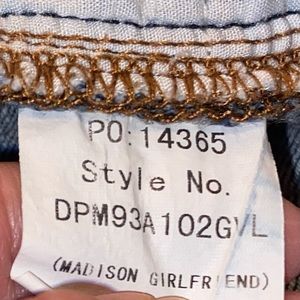 PO:14365
Style No.
DPM93A102GVL
(MADISON GIRLFRIEND)